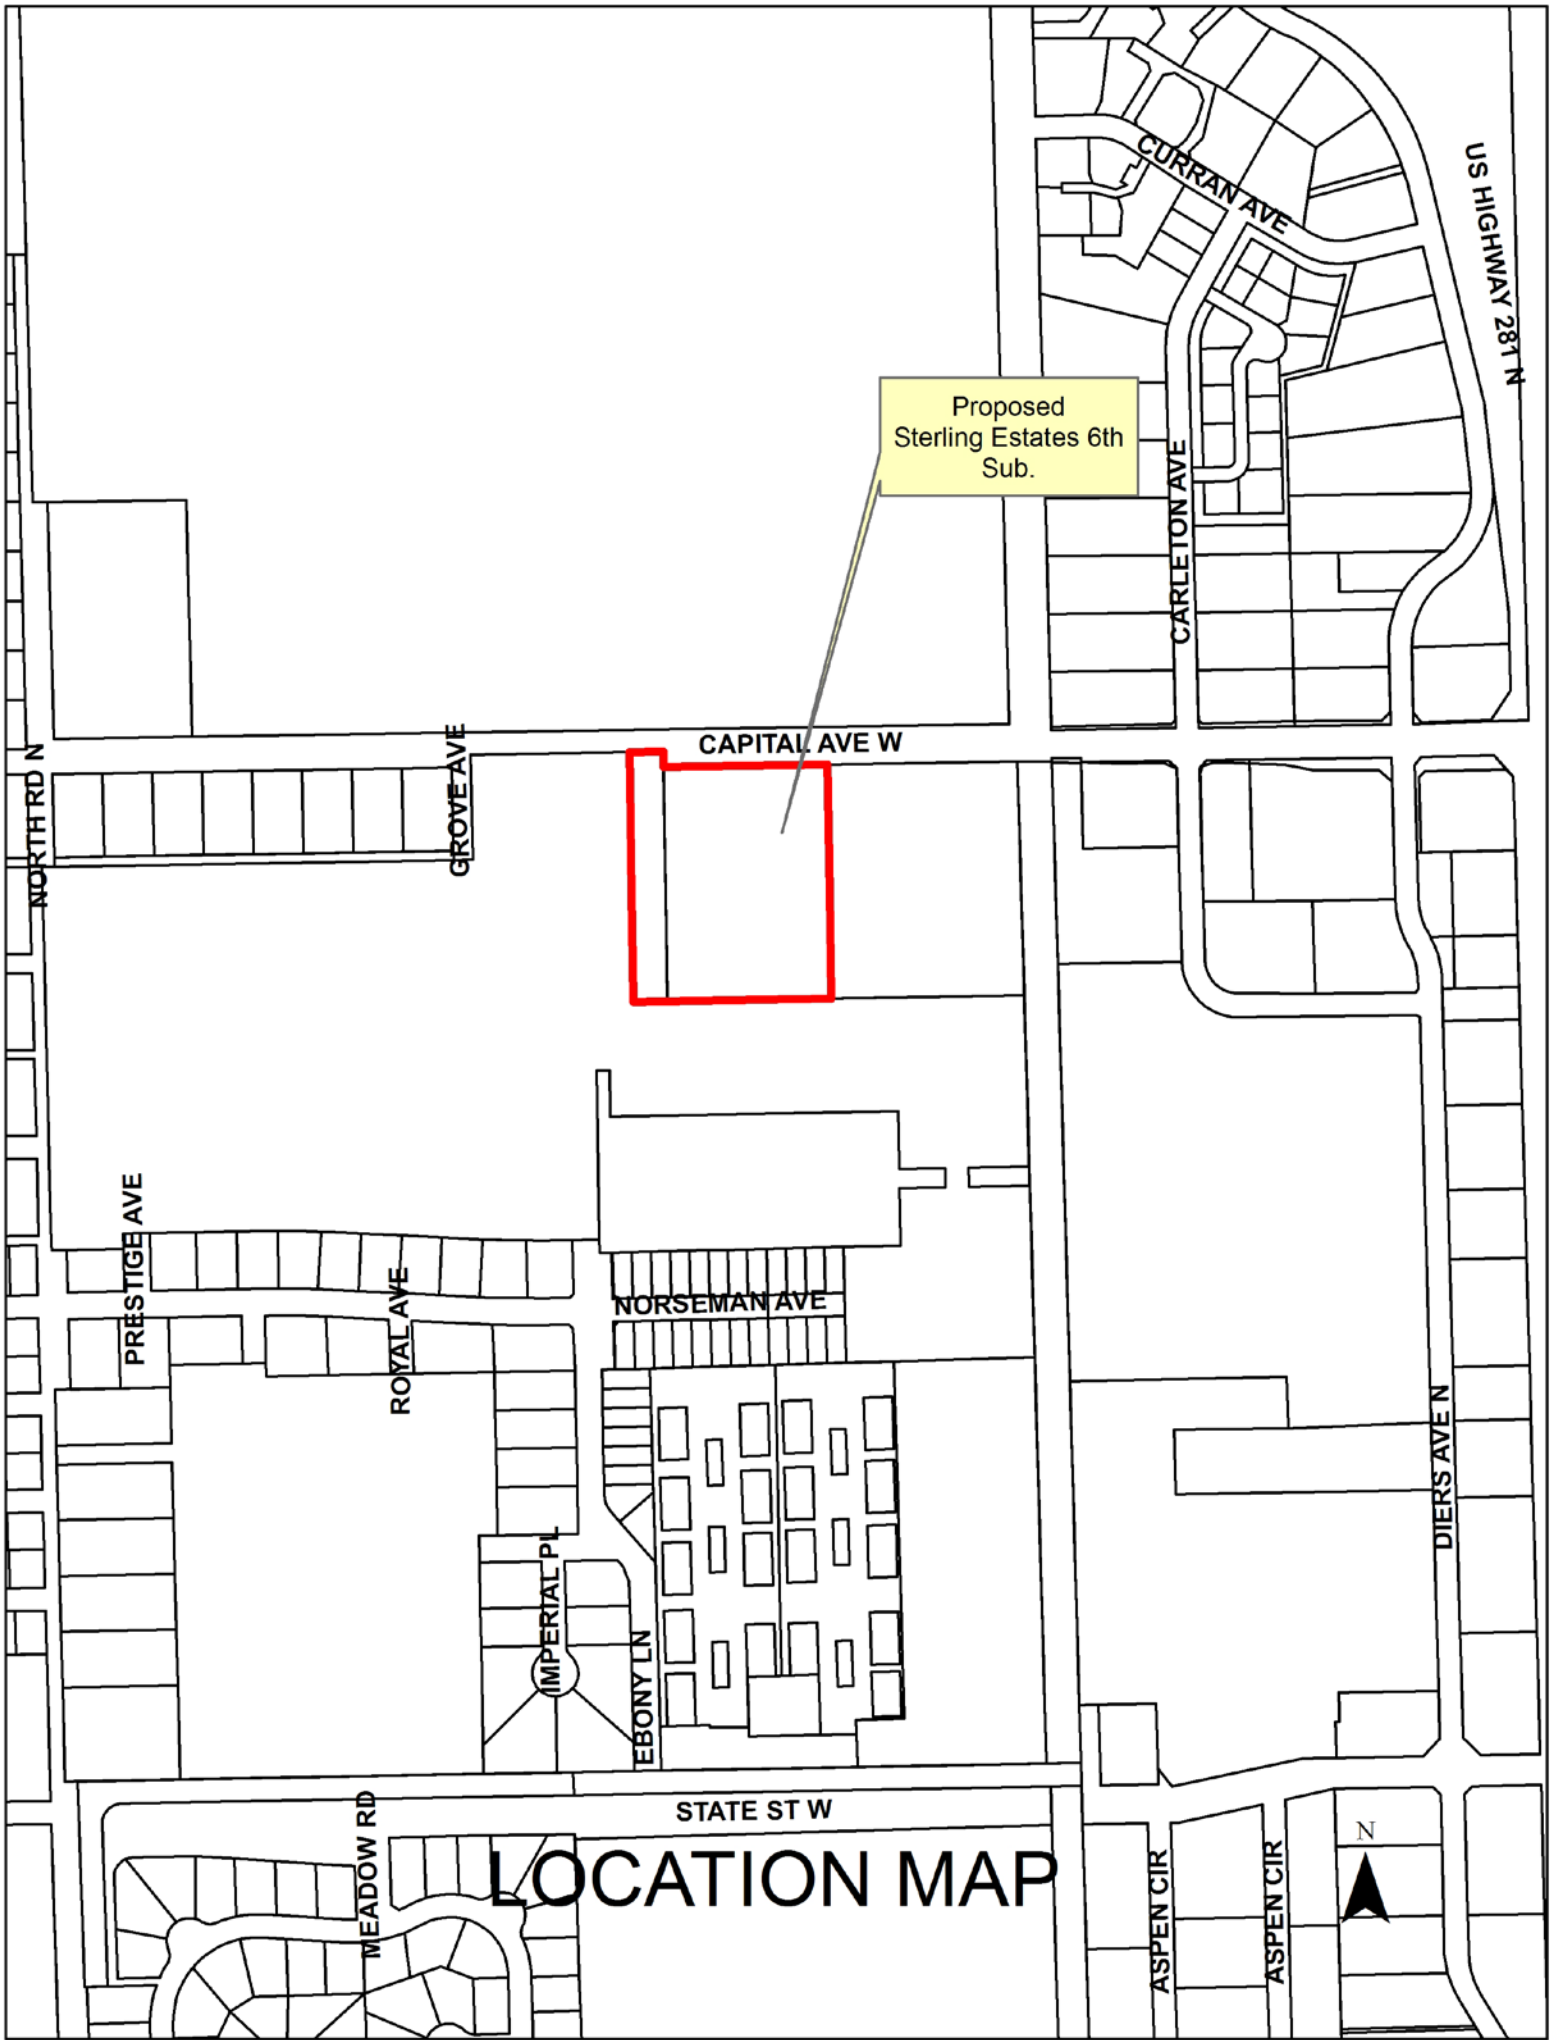 CURRAN AVE
US HIGHWAY 281 N
Proposed
Sterling Estates 6th
Sub.
CARLETON AVE
CAPITAL AVE W
GROVE AVE
NORTH RD N
PRESTIGE AVE
ROYAL AVE
NORSEMAN AVE
DIERS AVE N
IMPERIAL PL
EBONY LN
STATE ST W
MEADOW RD
LOCATION MAP
N
ASPEN CIR
ASPEN CIR